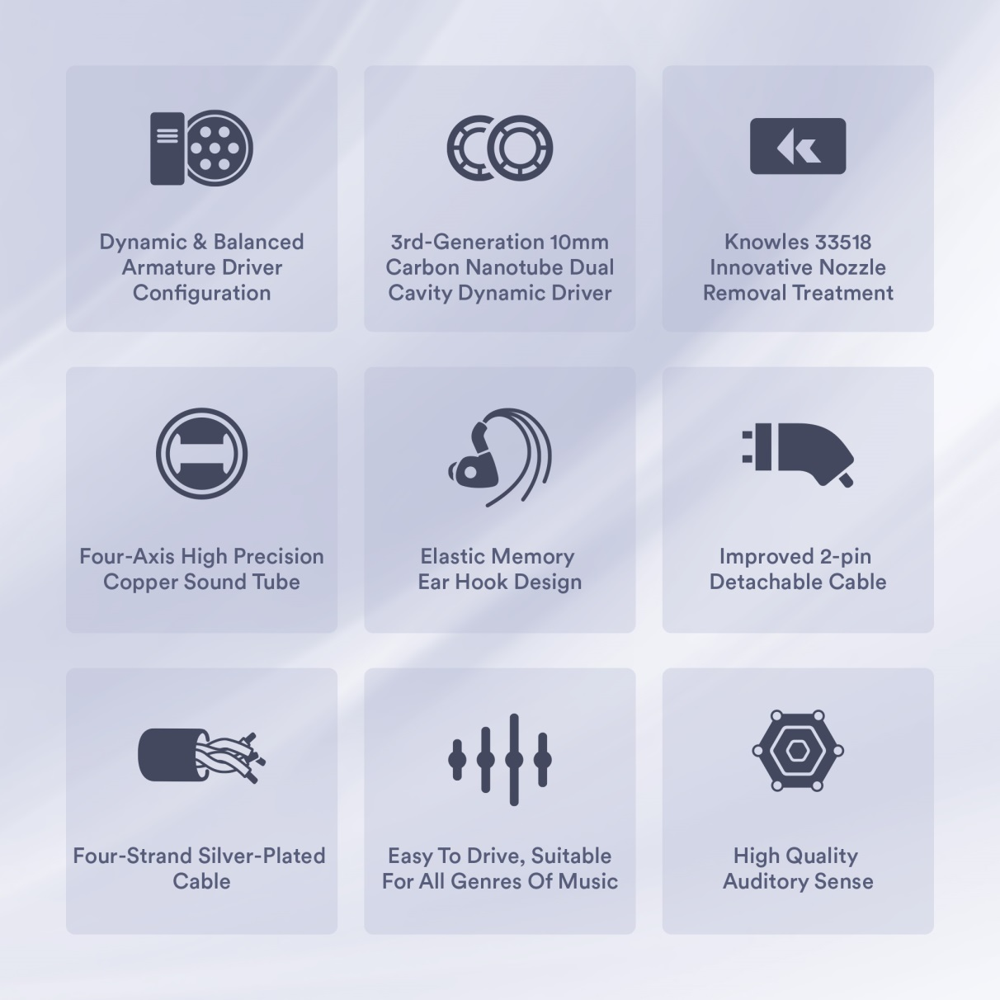 Dynamic & Balanced
Armature Driver
Configuration
3rd-Generation 10mm
Carbon Nanotube Dual
Cavity Dynamic Driver
Knowles 33518
Innovative Nozzle
Removal Treatment
Four-Axis High Precision
Copper Sound Tube
Elastic Memory
Ear Hook Design
Improved 2-pin
Detachable Cable
Four-Strand Silver-Plated
Cable
Easy To Drive, Suitable
For All Genres Of Music
High Quality
Auditory Sense